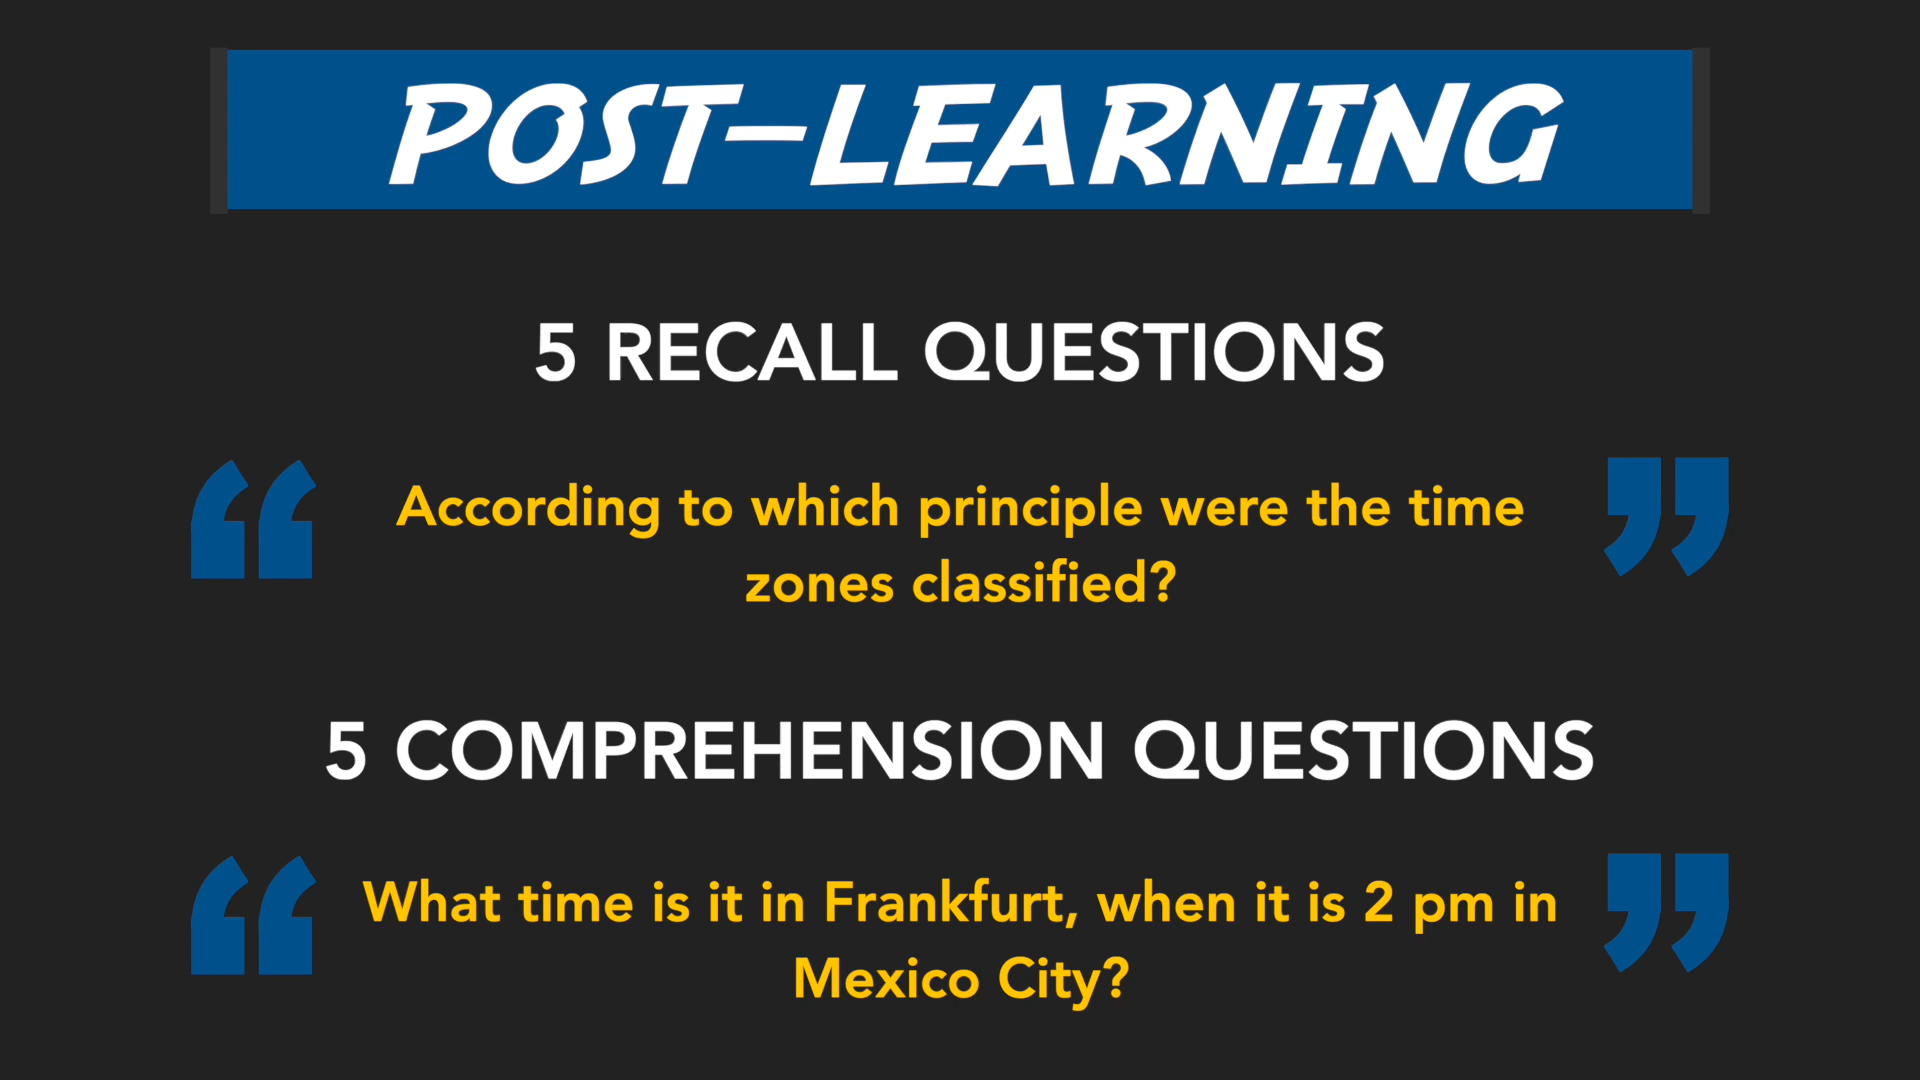 POST-LEARNING
5 RECALL QUESTIONS
“ According to which principle were the time ”
zones classified?
5 COMPREHENSION QUESTIONS
“ What time is it in Frankfurt, when it is 2 pm in ”
Mexico City?